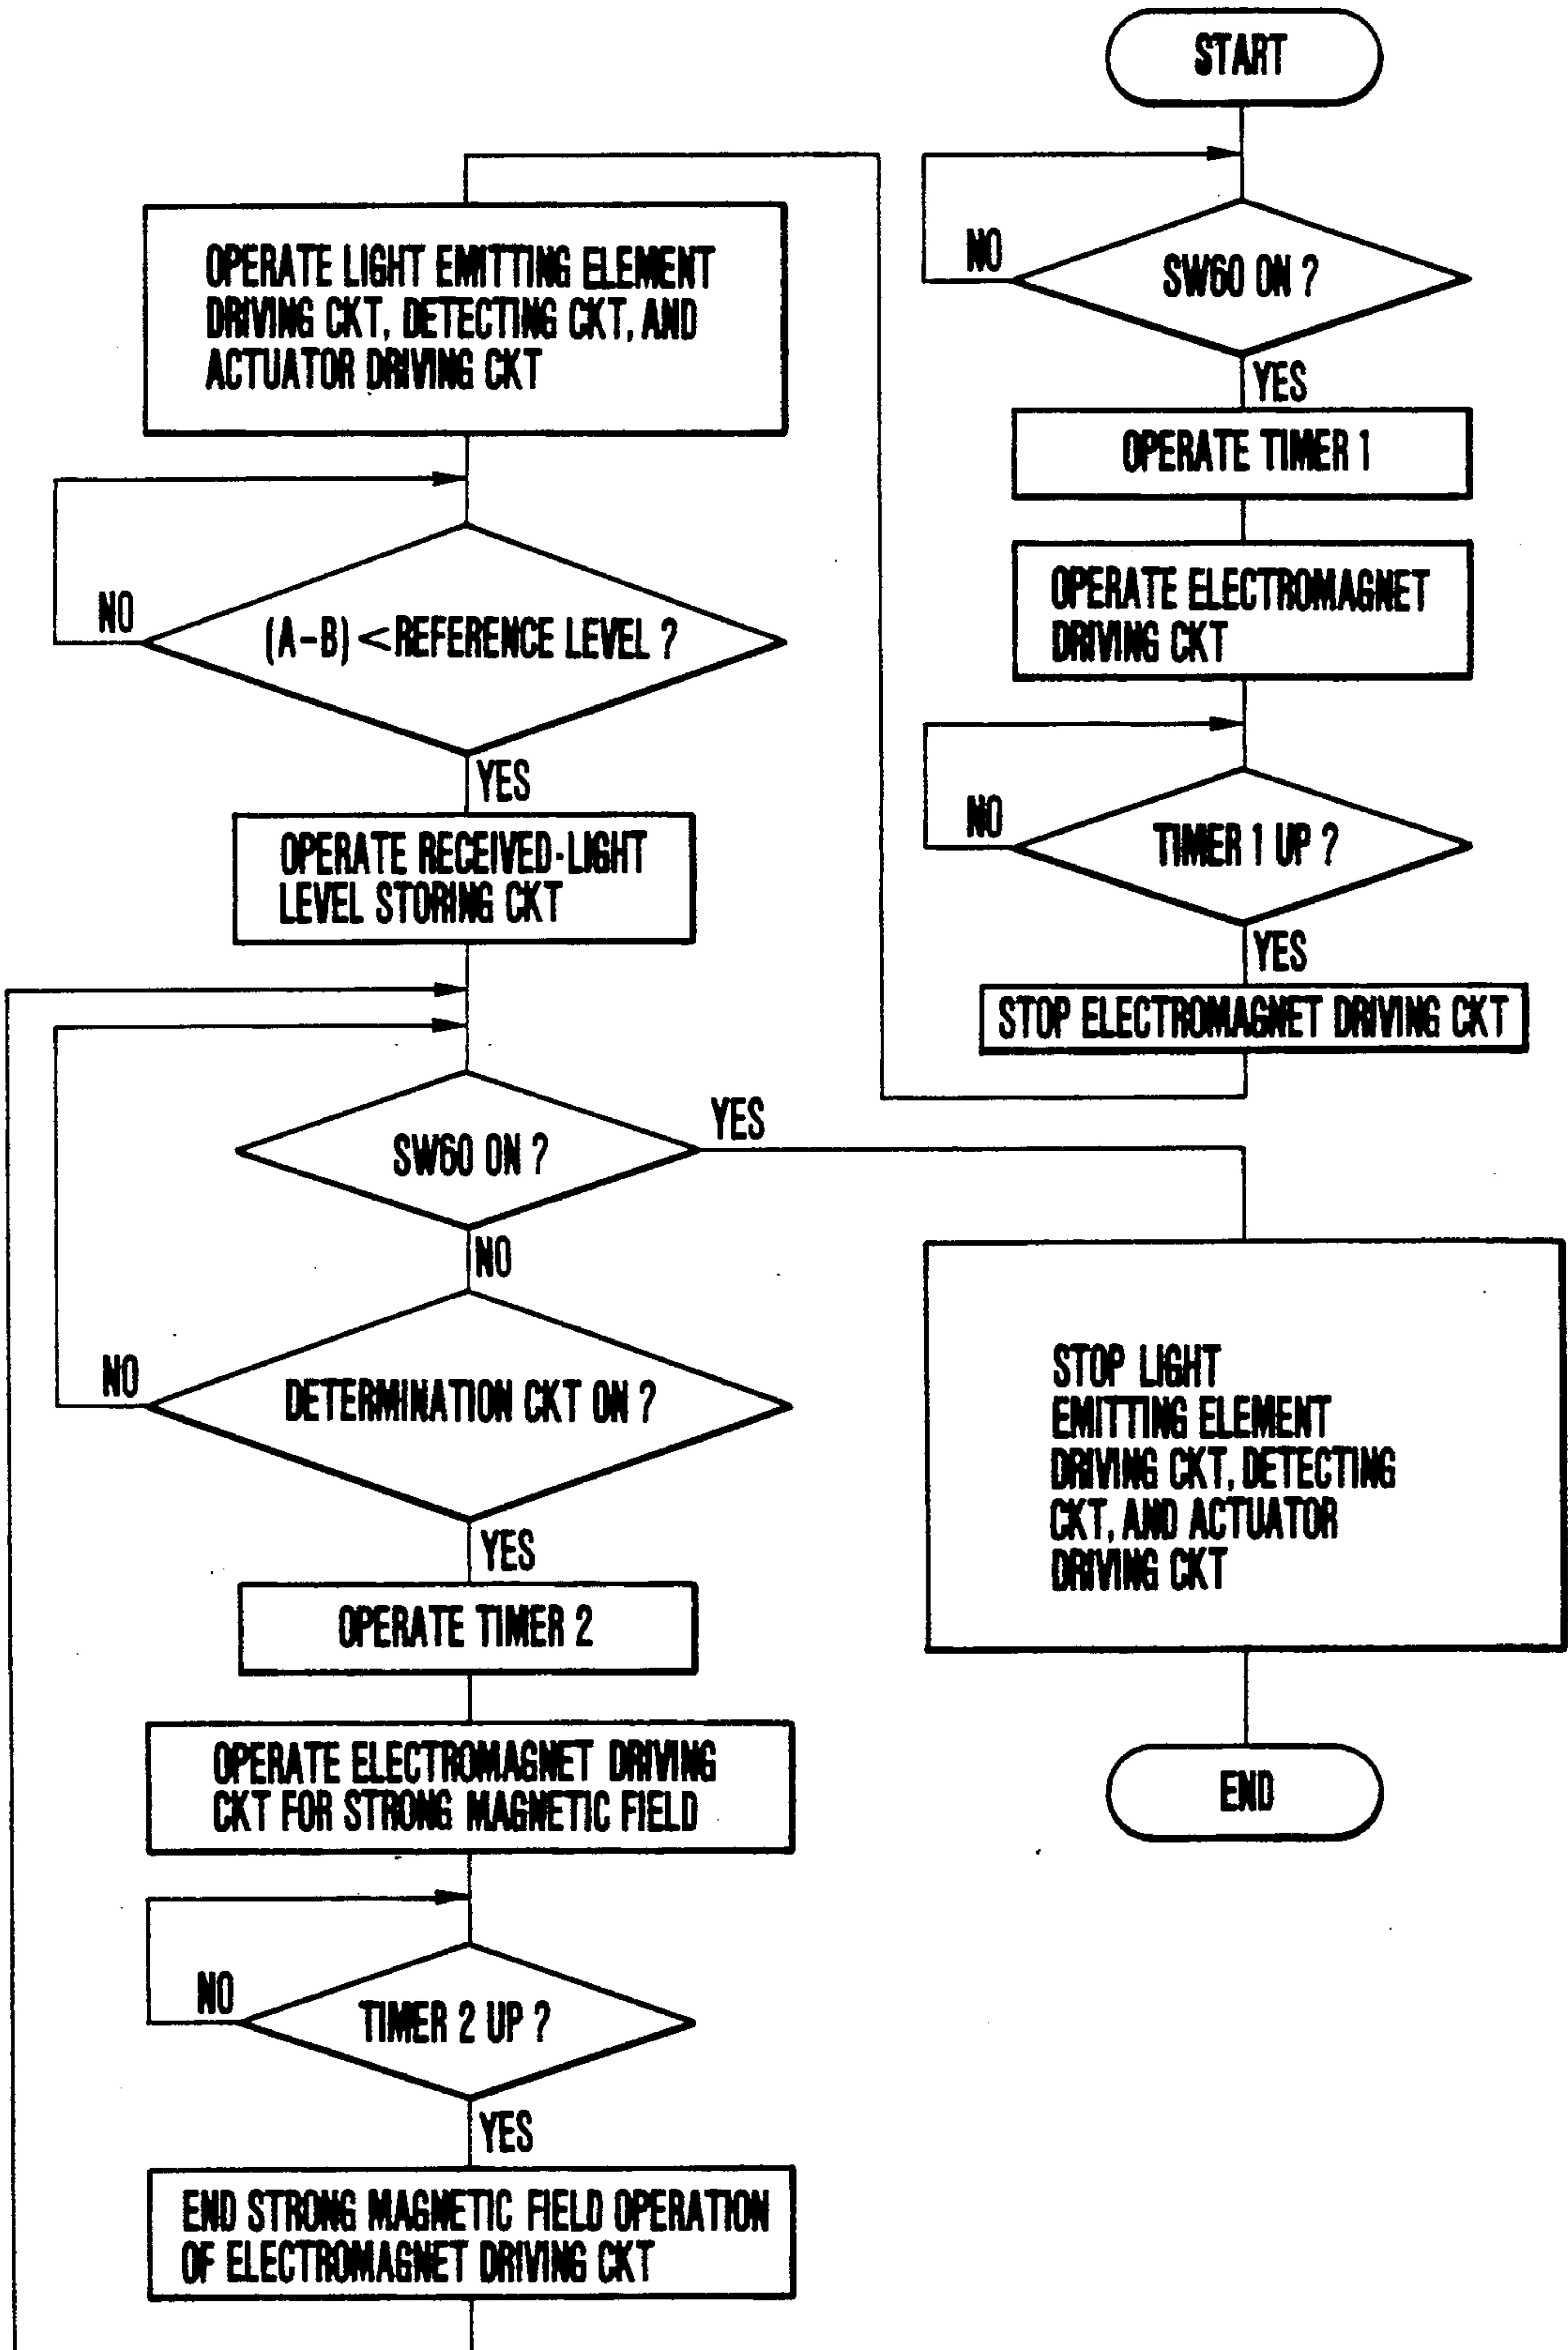 START
SW60 ON ?
NO
YES
OPERATE TIMER 1
OPERATE ELECTROMAGNET
DRIVING CKT
TIMER 1 UP ?
NO
YES
STOP ELECTROMAGNET DRIVING CKT
OPERATE LIGHT EMITTING ELEMENT
DRIVING CKT, DETECTING CKT, AND
ACTUATOR DRIVING CKT
(A-B) < REFERENCE LEVEL ?
NO
YES
OPERATE RECEIVED-LIGHT
LEVEL STORING CKT
SW60 ON ?
YES
NO
DETERMINATION CKT ON ?
NO
YES
OPERATE TIMER 2
OPERATE ELECTROMAGNET DRIVING
CKT FOR STRONG MAGNETIC FIELD
TIMER 2 UP ?
NO
YES
END STRONG MAGNETIC FIELD OPERATION
OF ELECTROMAGNET DRIVING CKT
STOP LIGHT
EMITTING ELEMENT
DRIVING CKT, DETECTING
CKT, AND ACTUATOR
DRIVING CKT
END